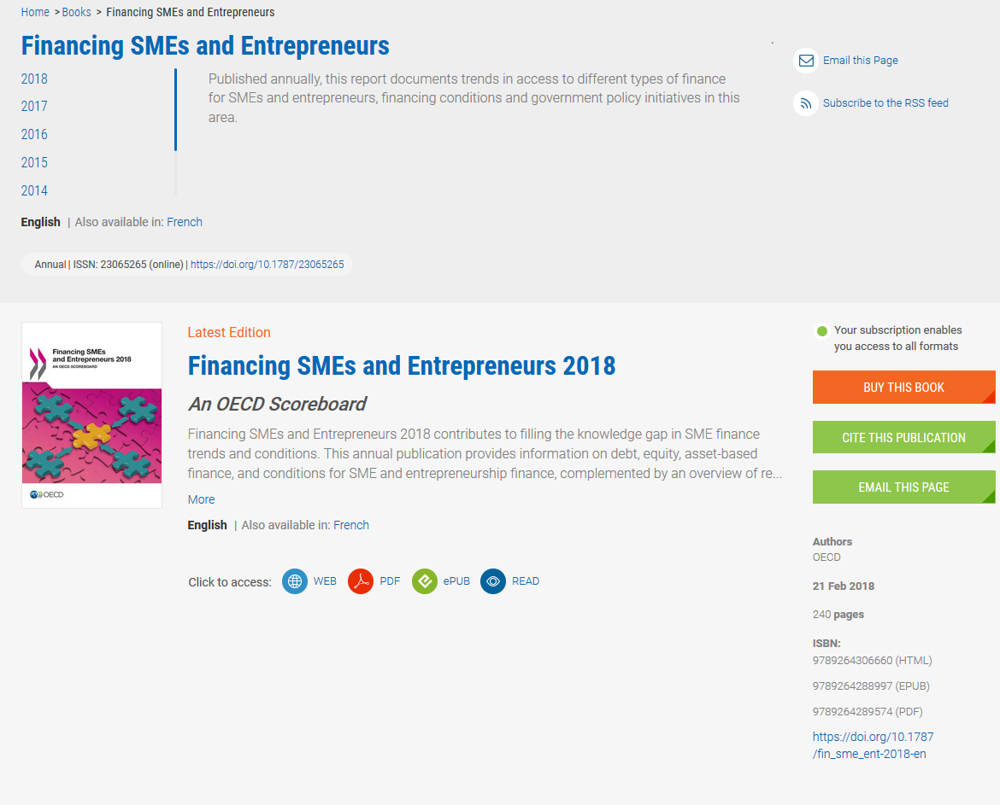 Home > Books > Financing SMEs and Entrepreneurs
Financing SMEs and Entrepreneurs
2018
2017
2016
2015
2014
Published annually, this report documents trends in access to different types of finance
for SMEs and entrepreneurs, financing conditions and government policy initiatives in this
area.
Email this Page
Subscribe to the RSS feed
English | Also available in: French
Annual | ISSN: 23065265 (online) | https://doi.org/10.1787/23065265
Financing SMEs
and Entrepreneurs 2018
AN OECD SCOREBOARD
OECD
Latest Edition
Financing SMEs and Entrepreneurs 2018
An OECD Scoreboard
Financing SMEs and Entrepreneurs 2018 contributes to filling the knowledge gap in SME finance
trends and conditions. This annual publication provides information on debt, equity, asset-based
finance, and conditions for SME and entrepreneurship finance, complemented by an overview of re...
More
English | Also available in: French
Click to access: WEB PDF ePUB READ
Your subscription enables
you access to all formats
BUY THIS BOOK
CITE THIS PUBLICATION
EMAIL THIS PAGE
Authors
OECD
21 Feb 2018
240 pages
ISBN:
9789264306660 (HTML)
9789264288997 (EPUB)
9789264289574 (PDF)
https://doi.org/10.1787
/fin_sme_ent-2018-en